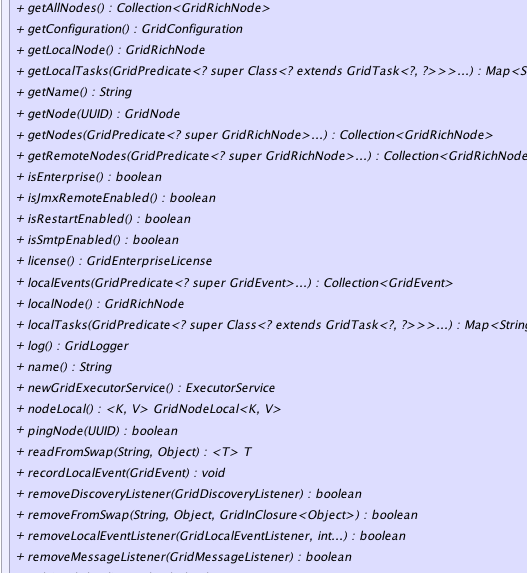 + getAllNodes() : Collection<GridRichNode>
+ getConfiguration() : GridConfiguration
+ getLocalNode() : GridRichNode
+ getLocalTasks(GridPredicate<? super Class<? extends GridTask<?, ?>>>...) : Map<S
+ getName() : String
+ getNode(UUID) : GridNode
+ getNodes(GridPredicate<? super GridRichNode>...) : Collection<GridRichNode>
+ getRemoteNodes(GridPredicate<? super GridRichNode>...) : Collection<GridRichNode
+ isEnterprise() : boolean
+ isJmxRemoteEnabled() : boolean
+ isRestartEnabled() : boolean
+ isSmtpEnabled() : boolean
+ license() : GridEnterpriseLicense
+ localEvents(GridPredicate<? super GridEvent>...) : Collection<GridEvent>
+ localNode() : GridRichNode
+ localTasks(GridPredicate<? super Class<? extends GridTask<?, ?>>>...) : Map<String
+ log() : GridLogger
+ name() : String
+ newGridExecutorService() : ExecutorService
+ nodeLocal() : <K, V> GridNodeLocal<K, V>
+ pingNode(UUID) : boolean
+ readFromSwap(String, Object) : <T> T
+ recordLocalEvent(GridEvent) : void
+ removeDiscoveryListener(GridDiscoveryListener) : boolean
+ removeFromSwap(String, Object, GridInClosure<Object>) : boolean
+ removeLocalEventListener(GridLocalEventListener, int...) : boolean
+ removeMessageListener(GridMessageListener) : boolean